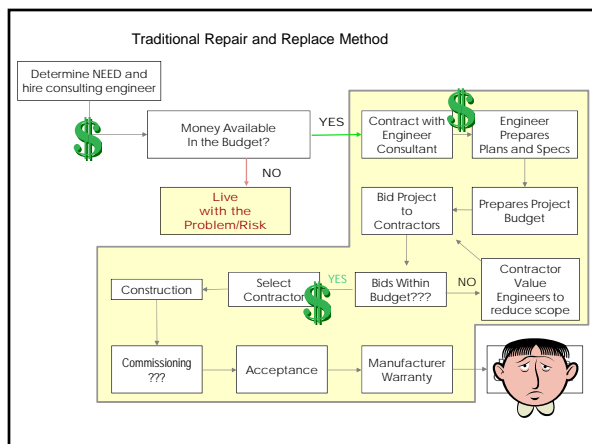 Traditional Repair and Replace Method
Determine NEED and
hire consulting engineer
$
Money Available
In the Budget?
YES
NO
Live
with the
Problem/Risk
Contract with
Engineer
Consultant
$
Engineer
Prepares
Plans and Specs
Prepares Project
Budget
Bid Project
to
Contractors
Bids Within
Budget???
NO
Contractor
Value
Engineers to
reduce scope
YES
$
Select
Contractor
Construction
Commissioning
???
Acceptance
Manufacturer
Warranty